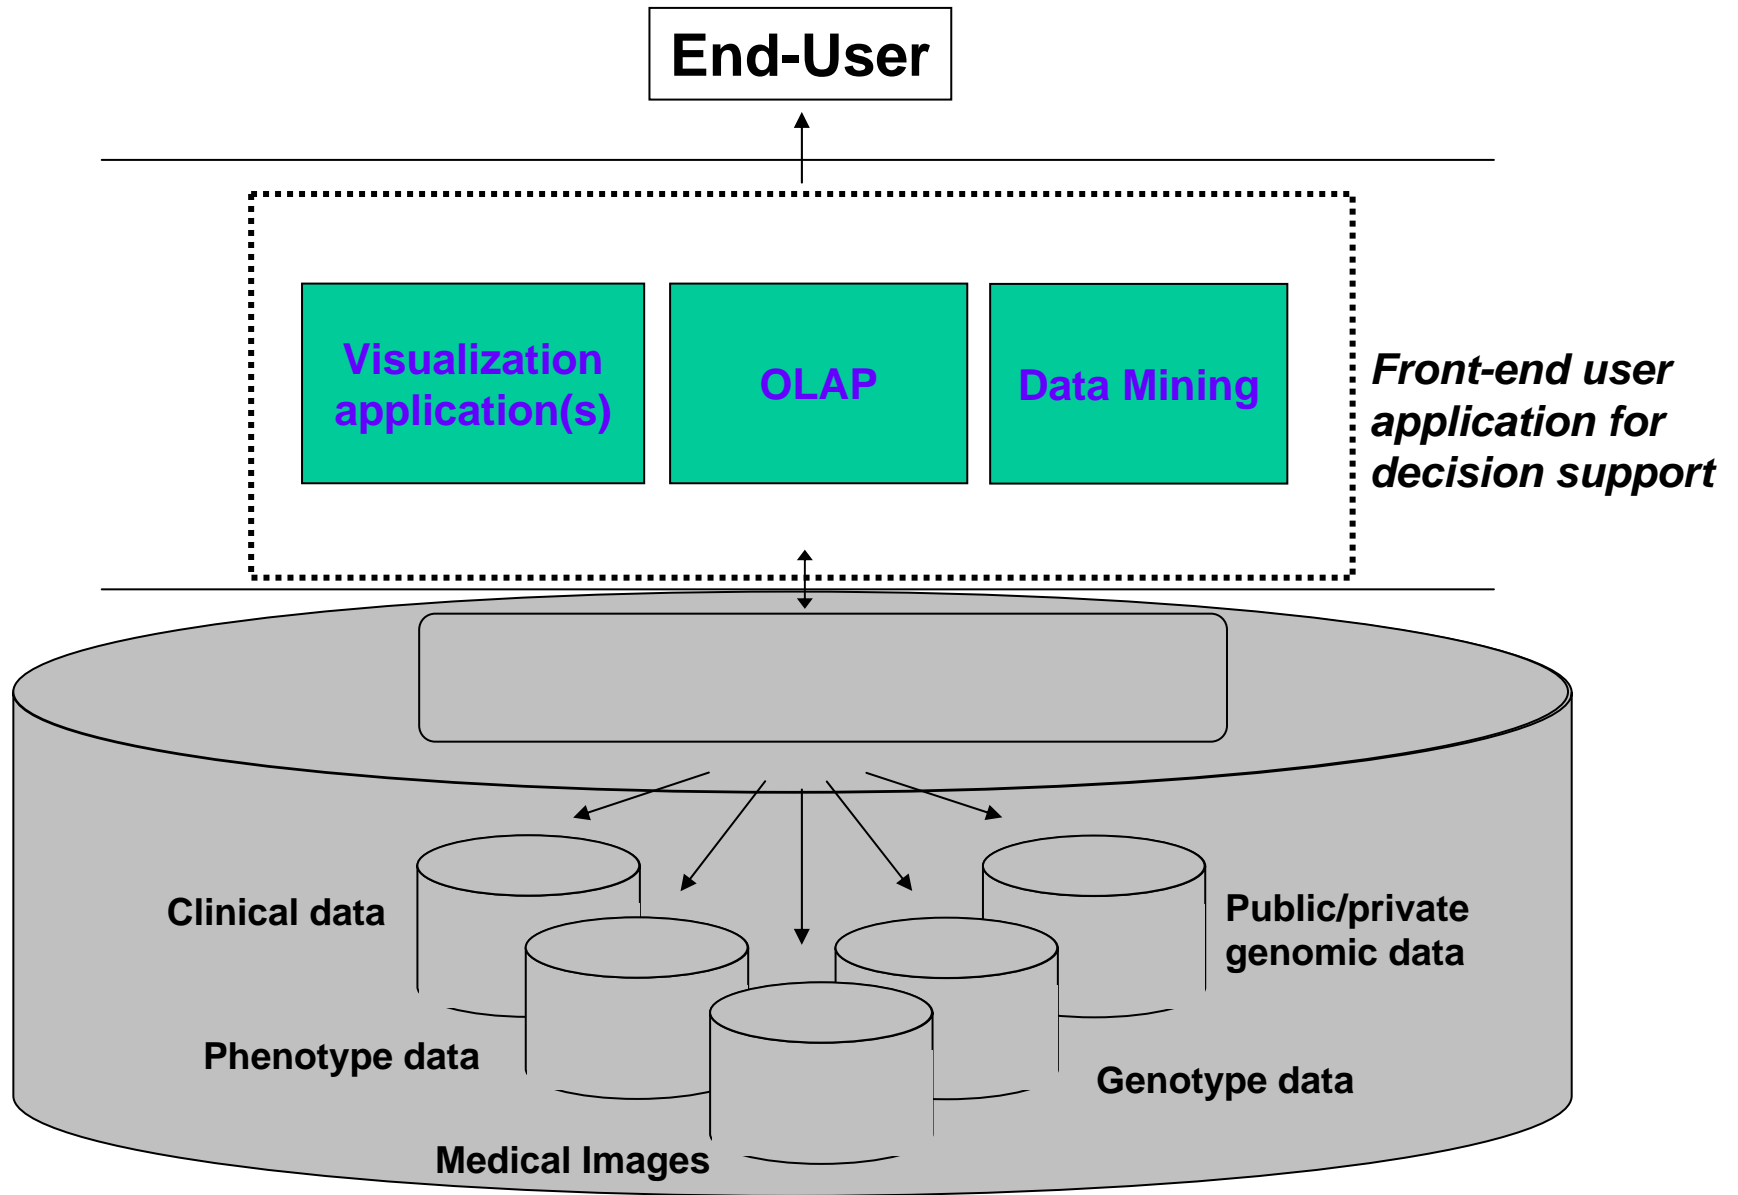 End-User
Visualization
application(s)
OLAP
Data Mining
Front-end user
application for
decision support
Clinical data
Public/private
genomic data
Phenotype data
Genotype data
Medical Images